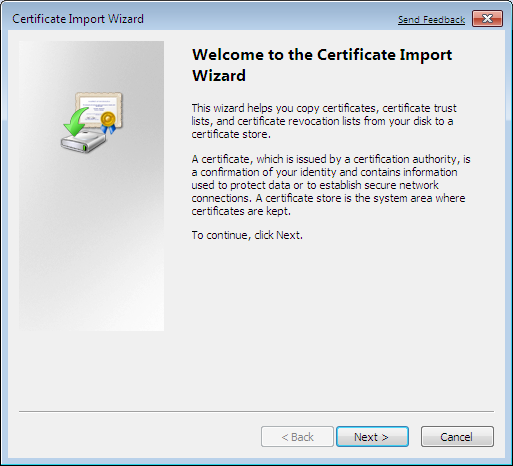 Certificate Import Wizard
Send Feedback
Welcome to the Certificate Import
Wizard
This wizard helps you copy certificates, certificate trust
lists, and certificate revocation lists from your disk to a
certificate store.
A certificate, which is issued by a certification authority, is
a confirmation of your identity and contains information
used to protect data or to establish secure network
connections. A certificate store is the system area where
certificates are kept.
To continue, click Next.
< Back
Next >
Cancel